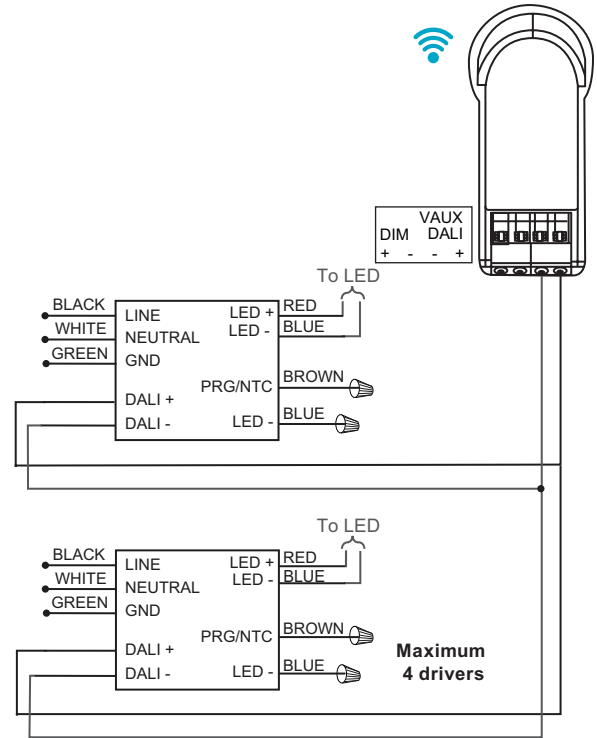 VAUX
DIM DALI
+ - - +
To LED
BLACK LINE LED + RED
WHITE NEUTRAL LED - BLUE
GREEN GND
PRG/NTC BROWN
DALI +
DALI - LED - BLUE
To LED
BLACK LINE LED + RED
WHITE NEUTRAL LED - BLUE
GREEN GND
PRG/NTC BROWN
DALI +
DALI - LED - BLUE
Maximum
4 drivers